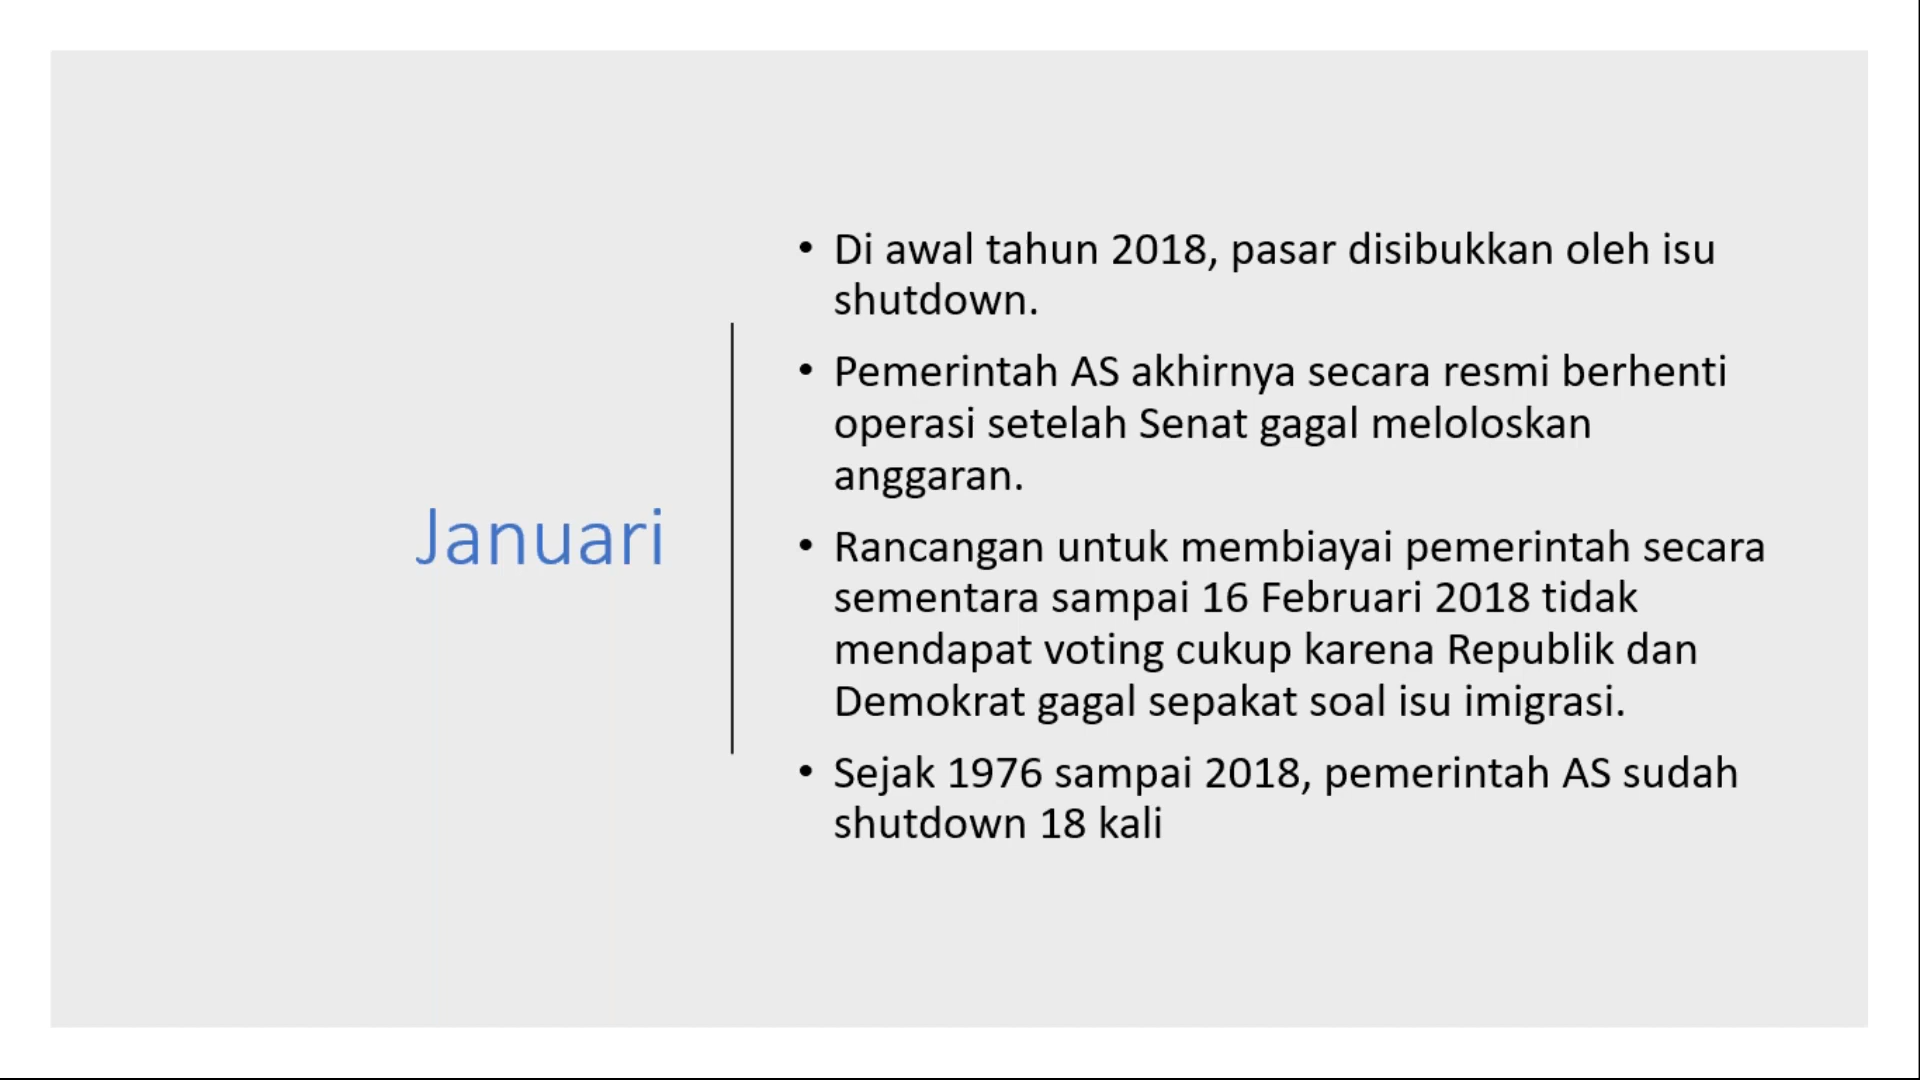 Januari
• Di awal tahun 2018, pasar disibukkan oleh isu
shutdown.
• Pemerintah AS akhirnya secara resmi berhenti
operasi setelah Senat gagal meloloskan
anggaran.
• Rancangan untuk membiayai pemerintah secara
sementara sampai 16 Februari 2018 tidak
mendapat voting cukup karena Republik dan
Demokrat gagal sepakat soal isu imigrasi.
• Sejak 1976 sampai 2018, pemerintah AS sudah
shutdown 18 kali